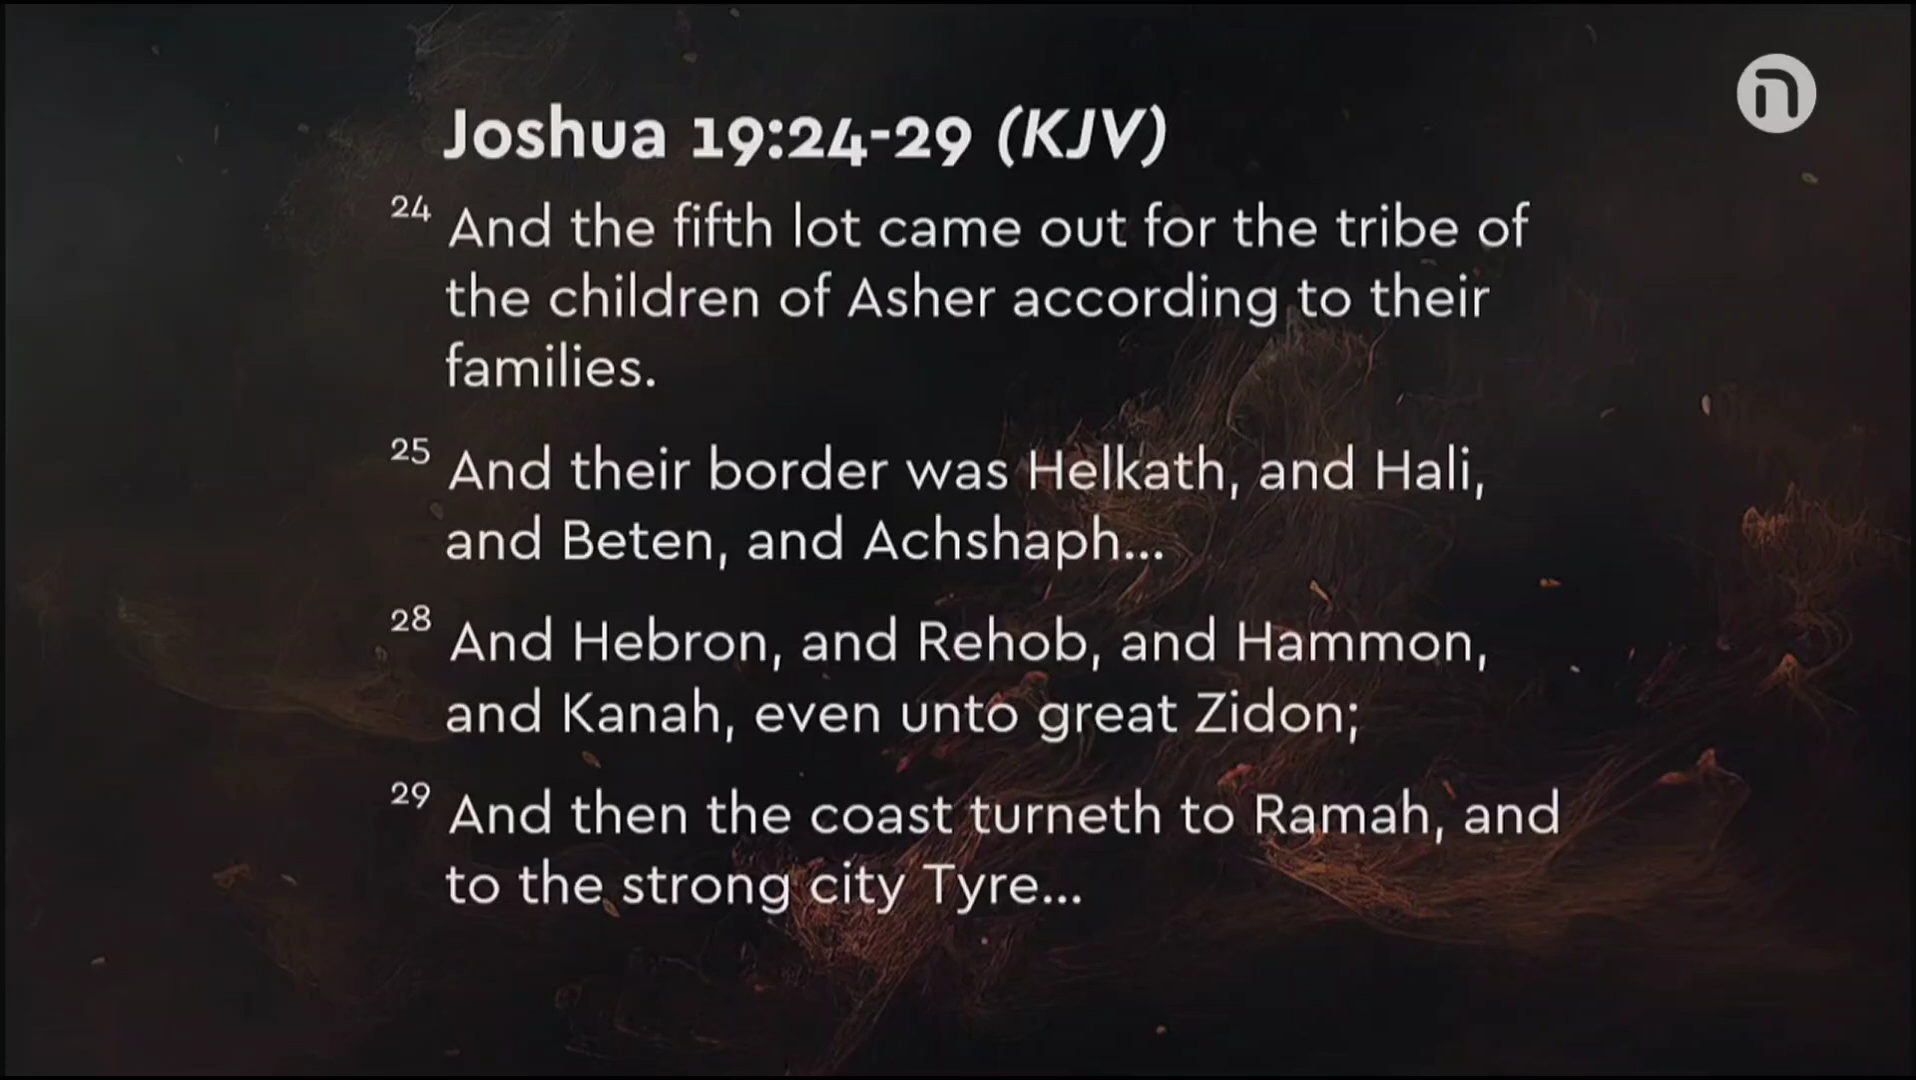 Joshua 19:24-29 (KJV)
24 And the fifth lot came out for the tribe of
the children of Asher according to their
families.
25 And their border was Helkath, and Hali,
and Beten, and Achshaph...
28 And Hebron, and Rehob, and Hammon,
and Kanah, even unto great Zidon;
29 And then the coast turneth to Ramah, and
to the strong city Tyre...